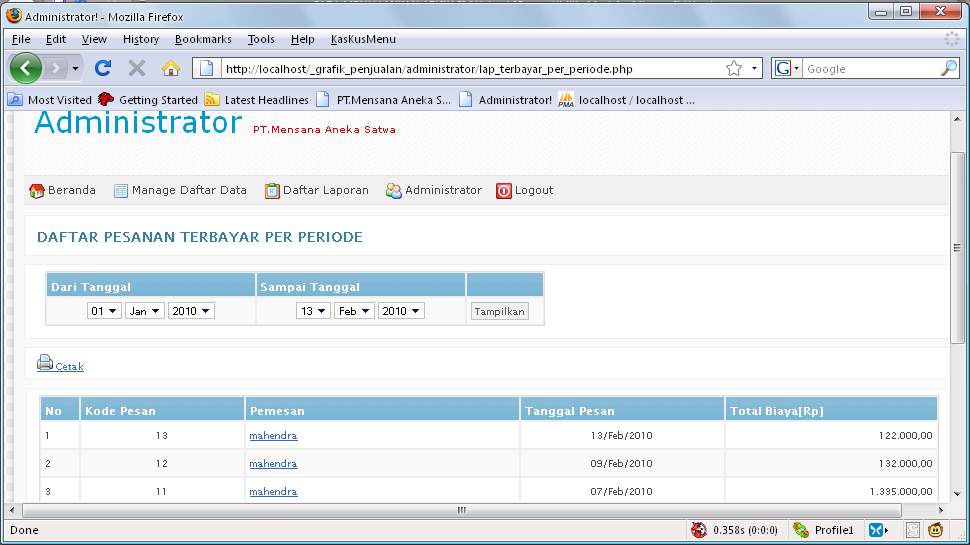 Administrator! - Mozilla Firefox
File Edit View History Bookmarks Tools Help KasKusMenu
http://localhost/_grafik_penjualan/administrator/lap_terbayar_per_periode.php Google
Most Visited Getting Started Latest Headlines PT.Mensana Aneka S... Administrator! PMA localhost / localhost ...
Administrator PT.Mensana Aneka Satwa
Beranda Manage Daftar Data Daftar Laporan Administrator Logout
DAFTAR PESANAN TERBAYAR PER PERIODE
Dari Tanggal Sampai Tanggal
01 Jan 2010 13 Feb 2010 Tampilkan
Cetak
No Kode Pesan Pemesan Tanggal Pesan Total Biaya[Rp]
1 13 mahendra 13/Feb/2010 122.000,00
2 12 mahendra 09/Feb/2010 132.000,00
3 11 mahendra 07/Feb/2010 1.335.000,00
Done 0.358s (0:0:0) Profile1 S